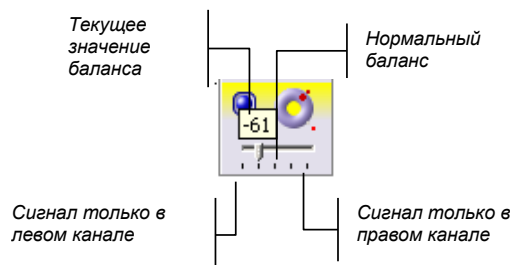 Текущее
значение
баланса
Нормальный
баланс
-61
Сигнал только в
левом канале
Сигнал только в
правом канале